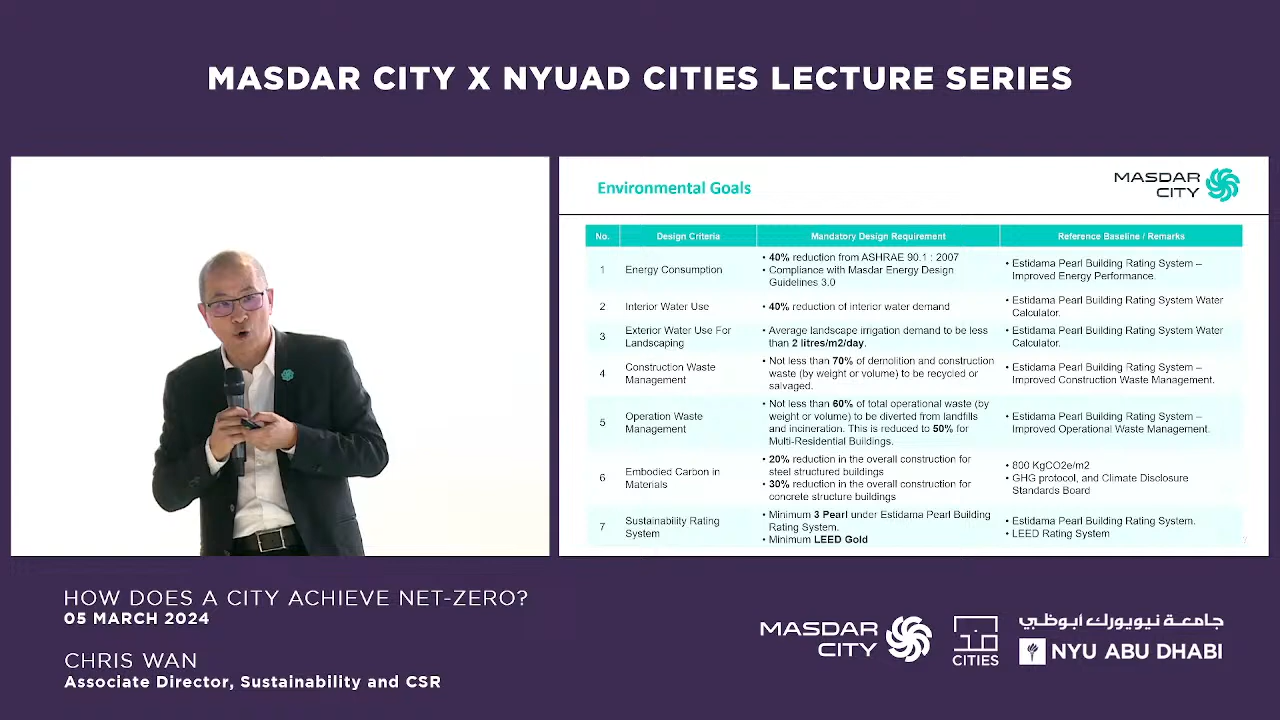 MASDAR CITY X NYUAD CITIES LECTURE SERIES
Environmental Goals
MASDAR
CITY
No.
Design Criteria
Mandatory Design Requirement
Reference Baseline / Remarks
1
Energy Consumption
• 40% reduction from ASHRAE 90.1 : 2007
• Compliance with Masdar Energy Design
Guidelines 3.0
• Estidama Pearl Building Rating System –
Improved Energy Performance.
2
Interior Water Use
• 40% reduction of interior water demand
• Estidama Pearl Building Rating System Water
Calculator.
3
Exterior Water Use For
Landscaping
• Average landscape irrigation demand to be less
than 2 litres/m2/day.
• Estidama Pearl Building Rating System Water
Calculator.
4
Construction Waste
Management
• Not less than 70% of demolition and construction
waste (by weight or volume) to be recycled or
salvaged.
• Estidama Pearl Building Rating System –
Improved Construction Waste Management.
5
Operation Waste
Management
• Not less than 60% of total operational waste (by
weight or volume) to be diverted from landfills
and incineration. This is reduced to 50% for
Multi-Residential Buildings.
• Estidama Pearl Building Rating System –
Improved Operational Waste Management.
6
Embodied Carbon in
Materials
• 20% reduction in the overall construction for
steel structured buildings
• 30% reduction in the overall construction for
concrete structure buildings
• 800 KgCO2e/m2
• GHG protocol, and Climate Disclosure
Standards Board
7
Sustainability Rating
System
• Minimum 3 Pearl under Estidama Pearl Building
Rating System.
• Minimum LEED Gold
• Estidama Pearl Building Rating System.
• LEED Rating System
7
HOW DOES A CITY ACHIEVE NET-ZERO?
05 MARCH 2024
CHRIS WAN
Associate Director, Sustainability and CSR
MASDAR
CITY
CITIES
جامعة نيويورك أبوظبي
NYU ABU DHABI